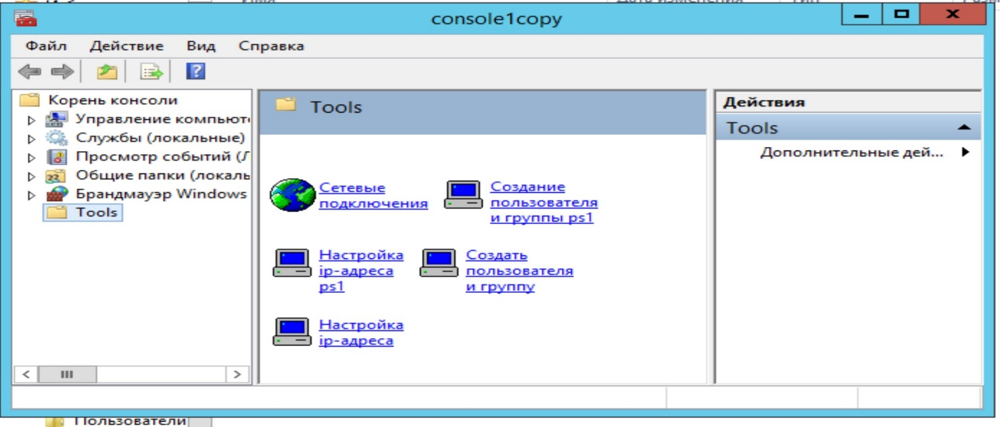 console1copy
Файл Действие Вид Справка
Корень консоли
Управление компьют
Службы (локальные)
Просмотр событий (Л
Общие папки (локаль
Брандмауэр Windows
Tools
Tools
Сетевые
подключения
Создание
пользователя
и группы ps1
Настройка
ip-адреса
ps1
Создать
пользователя
и группу
Настройка
ip-адреса
Действия
Tools
Дополнительные дей...
Пользователи